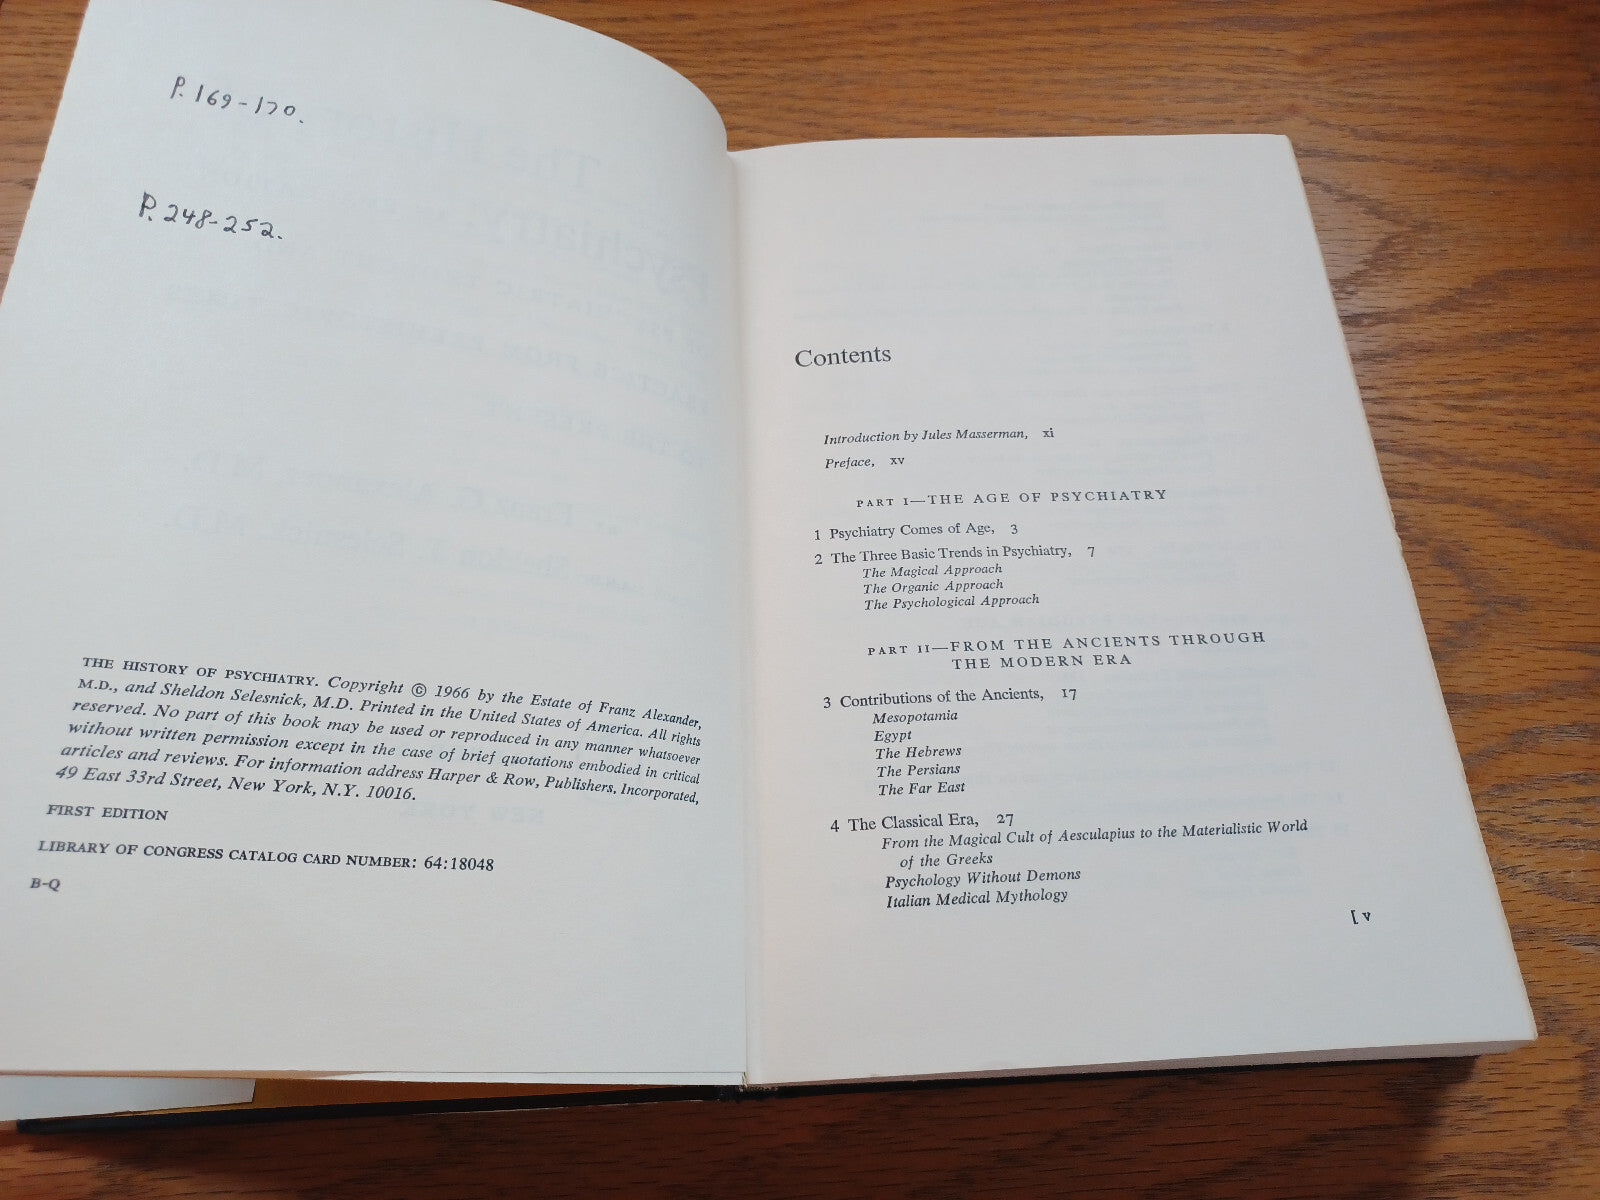 P. 169-170.
P. 248-252.
THE HISTORY OF PSYCHIATRY. Copyright © 1966 by the Estate of Franz Alexander,
M.D., and Sheldon Selesnick, M.D. Printed in the United States of America. All rights
reserved. No part of this book may be used or reproduced in any manner whatsoever
without written permission except in the case of brief quotations embodied in critical
articles and reviews. For information address Harper & Row, Publishers, Incorporated,
49 East 33rd Street, New York, N.Y. 10016.
FIRST EDITION
LIBRARY OF CONGRESS CATALOG CARD NUMBER: 64:18048
B-Q
Contents
Introduction by Jules Masserman, xi
Preface, xv
PART I—THE AGE OF PSYCHIATRY
1 Psychiatry Comes of Age, 3
2 The Three Basic Trends in Psychiatry, 7
The Magical Approach
The Organic Approach
The Psychological Approach
PART II—FROM THE ANCIENTS THROUGH
THE MODERN ERA
3 Contributions of the Ancients, 17
Mesopotamia
Egypt
The Hebrews
The Persians
The Far East
4 The Classical Era, 27
From the Magical Cult of Aesculapius to the Materialistic World
of the Greeks
Psychology Without Demons
Italian Medical Mythology
[ v